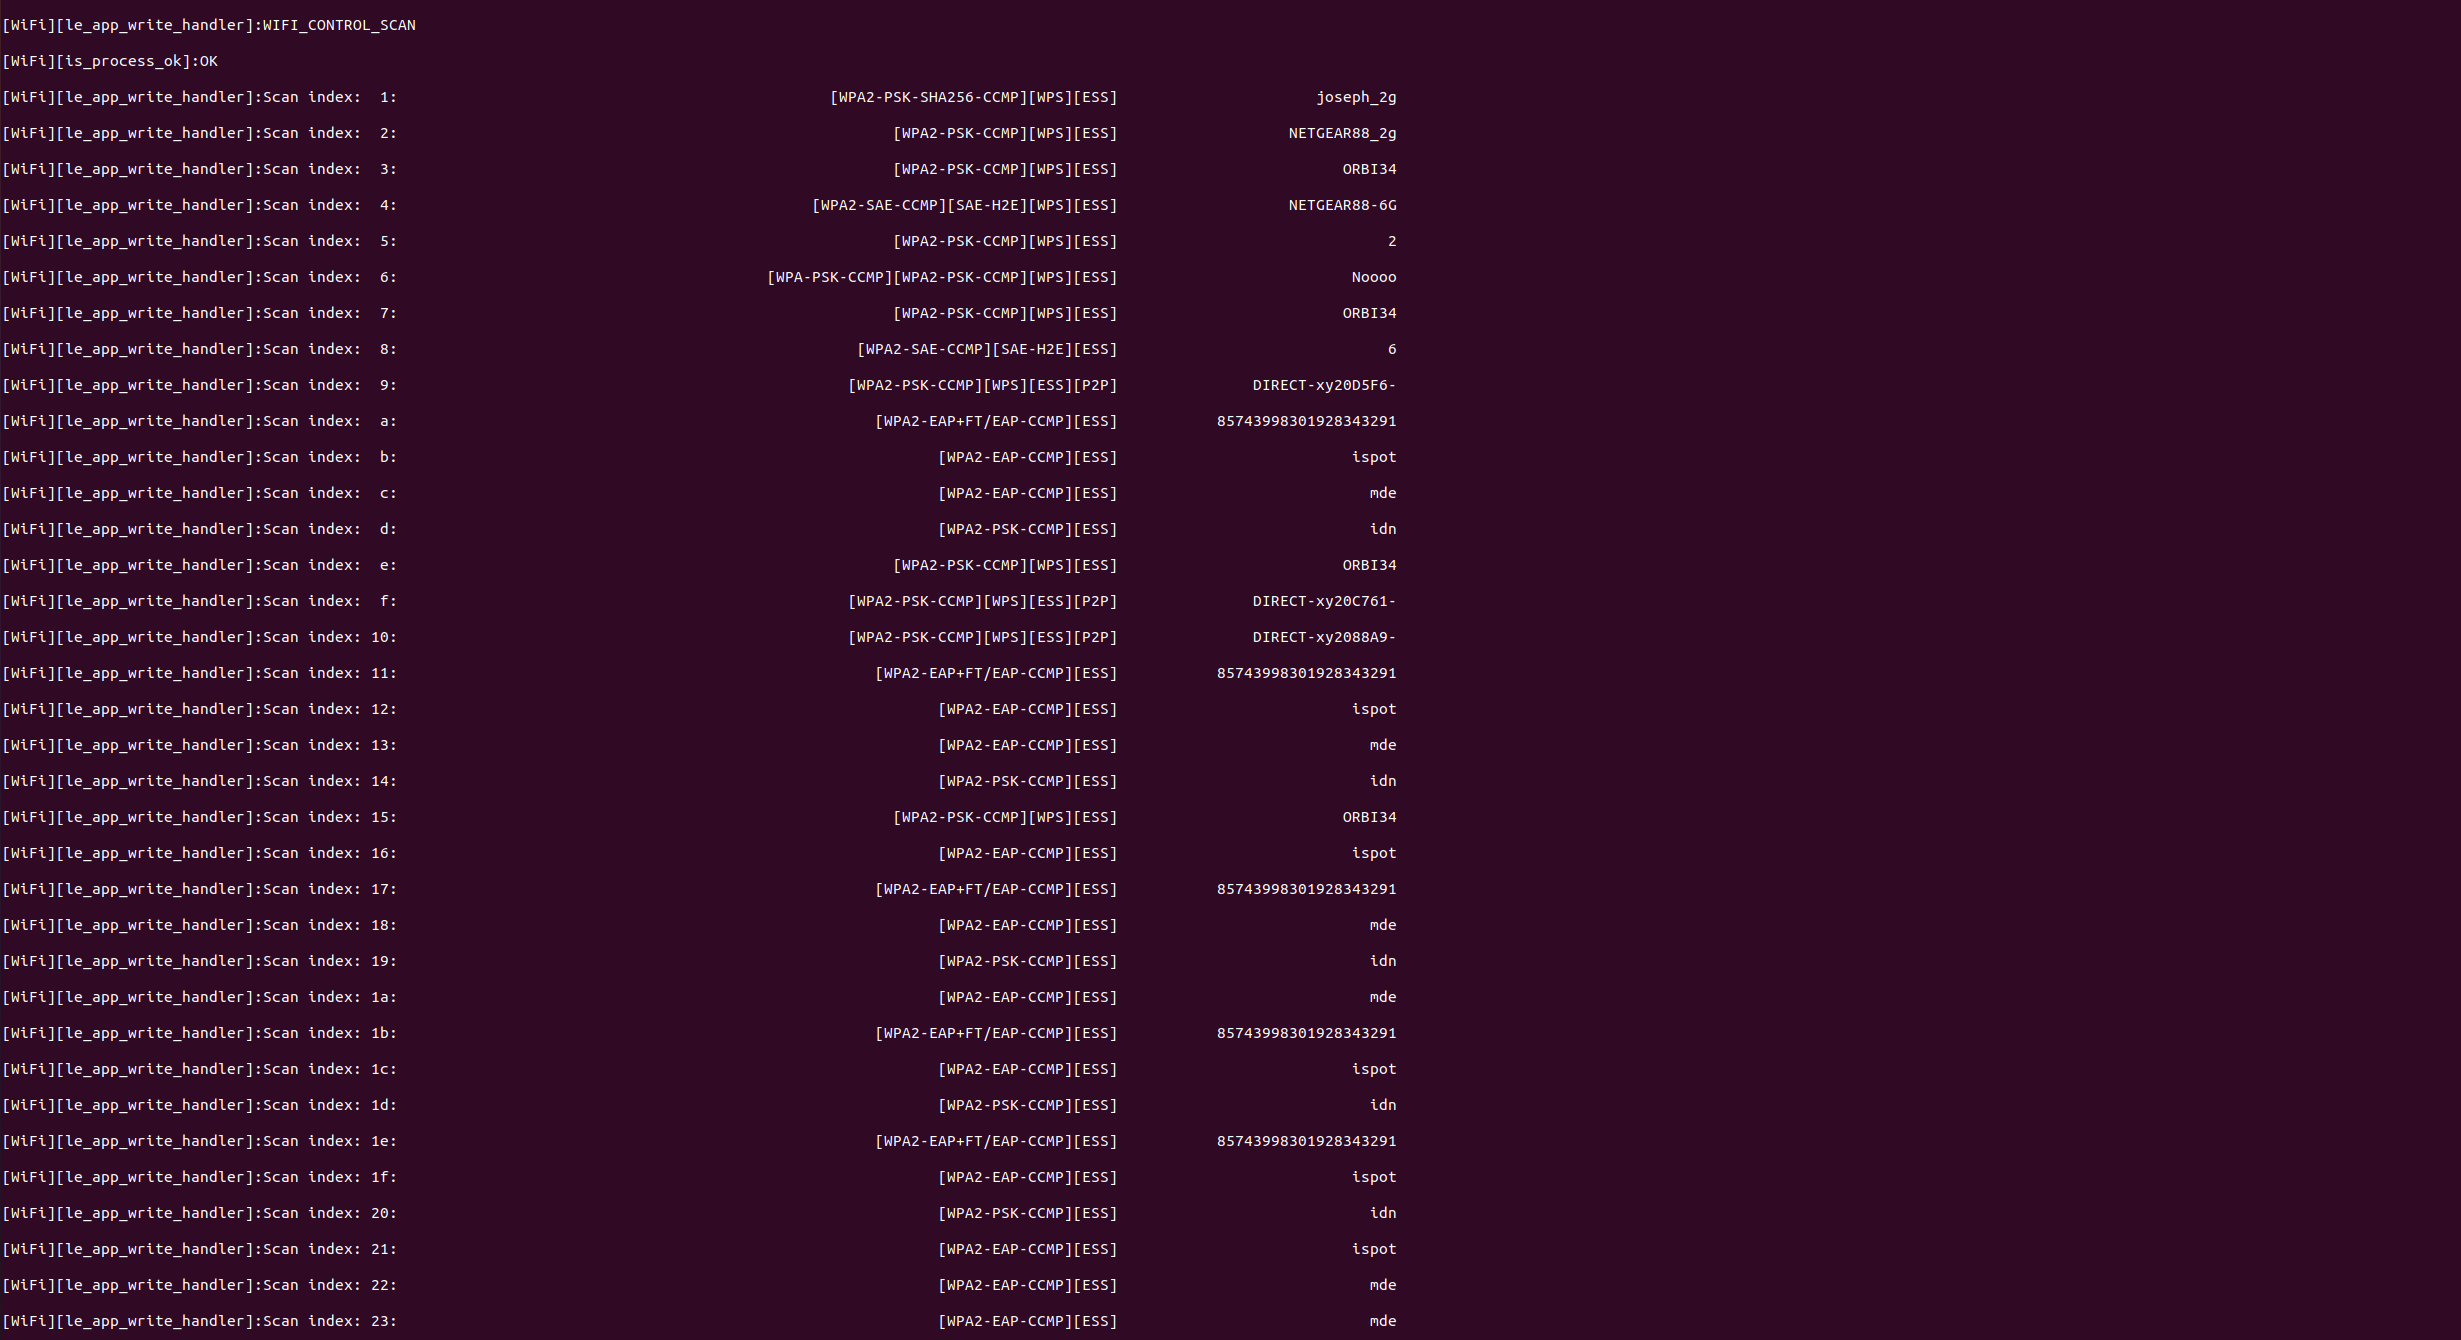 [WiFi][le_app_write_handler]:WIFI_CONTROL_SCAN
[WiFi][is_process_ok]:OK
[WiFi][le_app_write_handler]:Scan index:  1: [WPA2-PSK-SHA256-CCMP][WPS][ESS] joseph_2g
[WiFi][le_app_write_handler]:Scan index:  2: [WPA2-PSK-CCMP][WPS][ESS] NETGEAR88_2g
[WiFi][le_app_write_handler]:Scan index:  3: [WPA2-PSK-CCMP][WPS][ESS] ORBI34
[WiFi][le_app_write_handler]:Scan index:  4: [WPA2-SAE-CCMP][SAE-H2E][WPS][ESS] NETGEAR88-6G
[WiFi][le_app_write_handler]:Scan index:  5: [WPA2-PSK-CCMP][WPS][ESS] 2
[WiFi][le_app_write_handler]:Scan index:  6: [WPA-PSK-CCMP][WPA2-PSK-CCMP][WPS][ESS] Noooo
[WiFi][le_app_write_handler]:Scan index:  7: [WPA2-PSK-CCMP][WPS][ESS] ORBI34
[WiFi][le_app_write_handler]:Scan index:  8: [WPA2-SAE-CCMP][SAE-H2E][ESS] 6
[WiFi][le_app_write_handler]:Scan index:  9: [WPA2-PSK-CCMP][WPS][ESS][P2P] DIRECT-xy20D5F6-
[WiFi][le_app_write_handler]:Scan index:  a: [WPA2-EAP+FT/EAP-CCMP][ESS] 85743998301928343291
[WiFi][le_app_write_handler]:Scan index:  b: [WPA2-EAP-CCMP][ESS] ispot
[WiFi][le_app_write_handler]:Scan index:  c: [WPA2-EAP-CCMP][ESS] mde
[WiFi][le_app_write_handler]:Scan index:  d: [WPA2-PSK-CCMP][ESS] idn
[WiFi][le_app_write_handler]:Scan index:  e: [WPA2-PSK-CCMP][WPS][ESS] ORBI34
[WiFi][le_app_write_handler]:Scan index:  f: [WPA2-PSK-CCMP][WPS][ESS][P2P] DIRECT-xy20C761-
[WiFi][le_app_write_handler]:Scan index: 10: [WPA2-PSK-CCMP][WPS][ESS][P2P] DIRECT-xy2088A9-
[WiFi][le_app_write_handler]:Scan index: 11: [WPA2-EAP+FT/EAP-CCMP][ESS] 85743998301928343291
[WiFi][le_app_write_handler]:Scan index: 12: [WPA2-EAP-CCMP][ESS] ispot
[WiFi][le_app_write_handler]:Scan index: 13: [WPA2-EAP-CCMP][ESS] mde
[WiFi][le_app_write_handler]:Scan index: 14: [WPA2-PSK-CCMP][ESS] idn
[WiFi][le_app_write_handler]:Scan index: 15: [WPA2-PSK-CCMP][WPS][ESS] ORBI34
[WiFi][le_app_write_handler]:Scan index: 16: [WPA2-EAP-CCMP][ESS] ispot
[WiFi][le_app_write_handler]:Scan index: 17: [WPA2-EAP+FT/EAP-CCMP][ESS] 85743998301928343291
[WiFi][le_app_write_handler]:Scan index: 18: [WPA2-EAP-CCMP][ESS] mde
[WiFi][le_app_write_handler]:Scan index: 19: [WPA2-PSK-CCMP][ESS] idn
[WiFi][le_app_write_handler]:Scan index: 1a: [WPA2-EAP-CCMP][ESS] mde
[WiFi][le_app_write_handler]:Scan index: 1b: [WPA2-EAP+FT/EAP-CCMP][ESS] 85743998301928343291
[WiFi][le_app_write_handler]:Scan index: 1c: [WPA2-EAP-CCMP][ESS] ispot
[WiFi][le_app_write_handler]:Scan index: 1d: [WPA2-PSK-CCMP][ESS] idn
[WiFi][le_app_write_handler]:Scan index: 1e: [WPA2-EAP+FT/EAP-CCMP][ESS] 85743998301928343291
[WiFi][le_app_write_handler]:Scan index: 1f: [WPA2-EAP-CCMP][ESS] ispot
[WiFi][le_app_write_handler]:Scan index: 20: [WPA2-PSK-CCMP][ESS] idn
[WiFi][le_app_write_handler]:Scan index: 21: [WPA2-EAP-CCMP][ESS] ispot
[WiFi][le_app_write_handler]:Scan index: 22: [WPA2-EAP-CCMP][ESS] mde
[WiFi][le_app_write_handler]:Scan index: 23: [WPA2-EAP-CCMP][ESS] mde